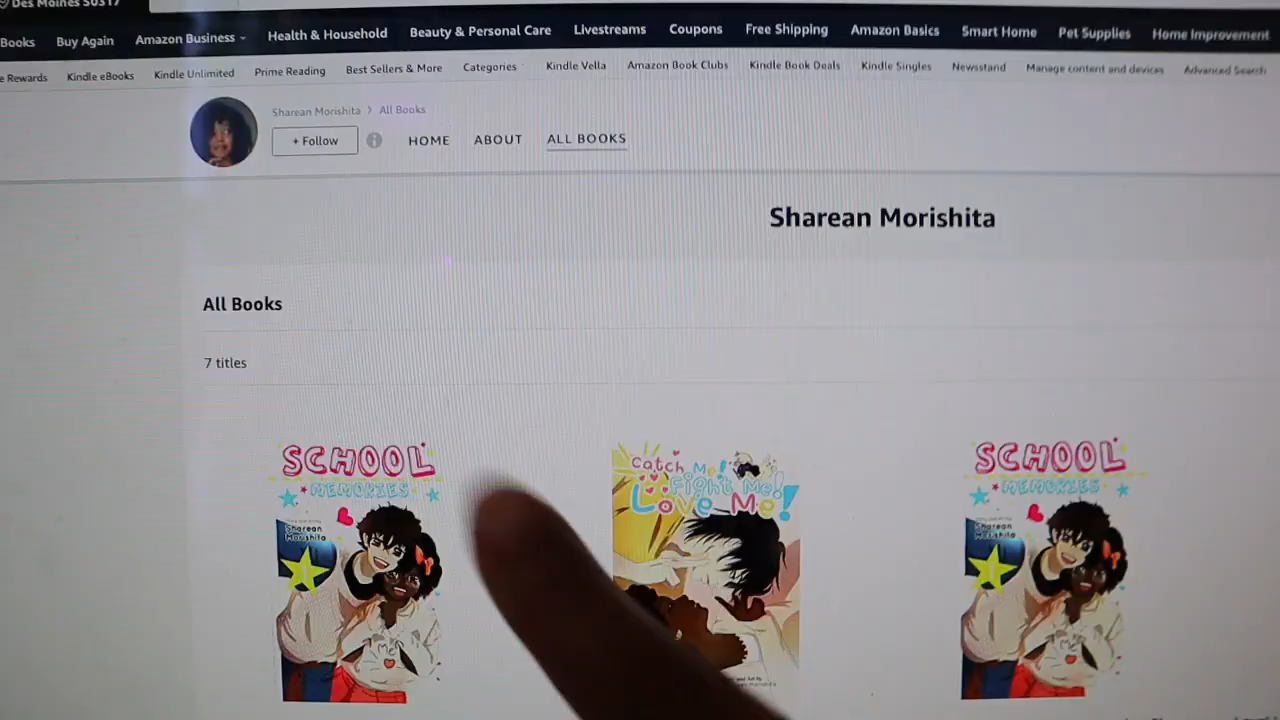 Des Moines 50317
Books Buy Again Amazon Business Health & Household Beauty & Personal Care Livestreams Coupons Free Shipping Amazon Basics Smart Home Pet Supplies Home Improvement
e Rewards Kindle eBooks Kindle Unlimited Prime Reading Best Sellers & More Categories Kindle Vella Amazon Book Clubs Kindle Book Deals Kindle Singles Newsstand Manage content and devices Advanced Search
Sharean Morishita > All Books
+ Follow HOME ABOUT ALL BOOKS
Sharean Morishita
All Books
7 titles
SCHOOL
MEMORIES
Sharean
Morishita
1
Catch Me!
Fight Me!
Love Me!
SCHOOL
MEMORIES
Sharean
Morishita
1